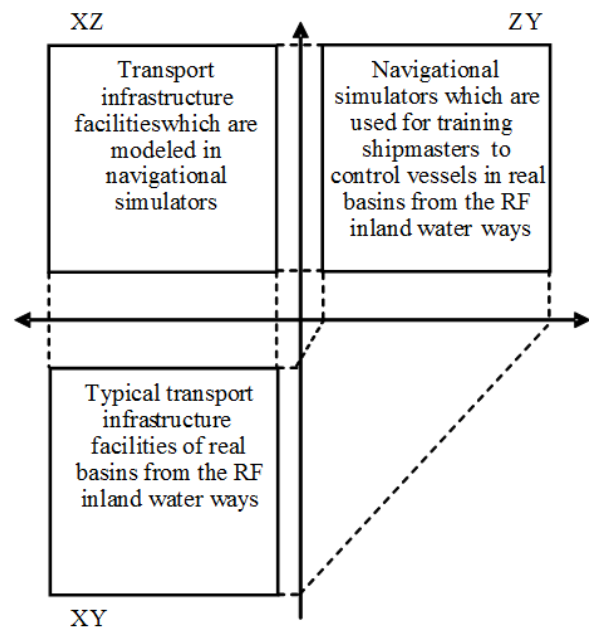 XZ
ZY
Transport
infrastructure
facilitieswhich are
modeled in
navigational
simulators
Navigational
simulators which are
used for training
shipmasters to
control vessels in real
basins from the RF
inland water ways
Typical transport
infrastructure
facilities of real
basins from the RF
inland water ways
XY